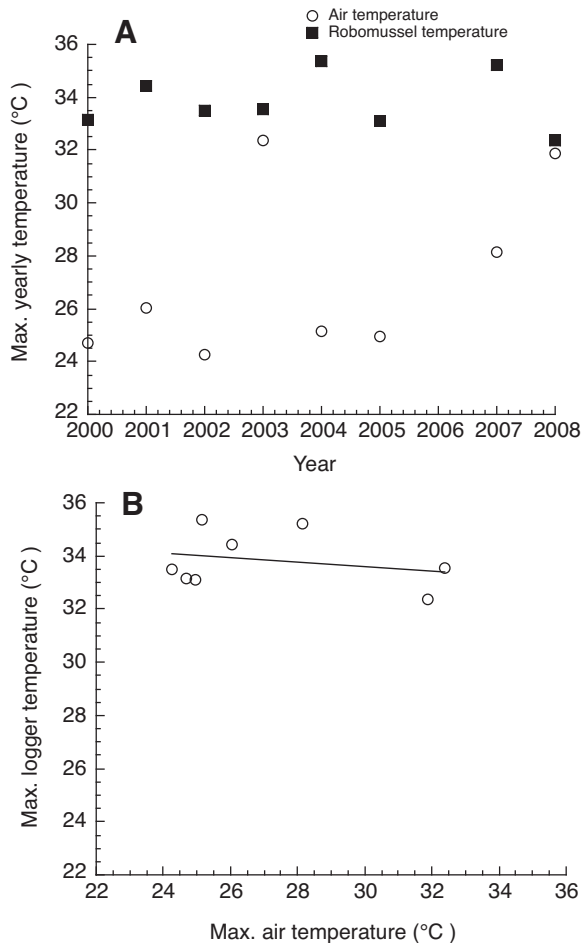 Air temperature
Robomussel temperature
A
36
34
32
30
28
26
24
22
Max. yearly temperature (°C )
2000 2001 2002 2003 2004 2005 2006 2007 2008
Year
B
36
34
32
30
28
26
24
22
Max. logger temperature (°C )
22 24 26 28 30 32 34 36
Max. air temperature (°C )